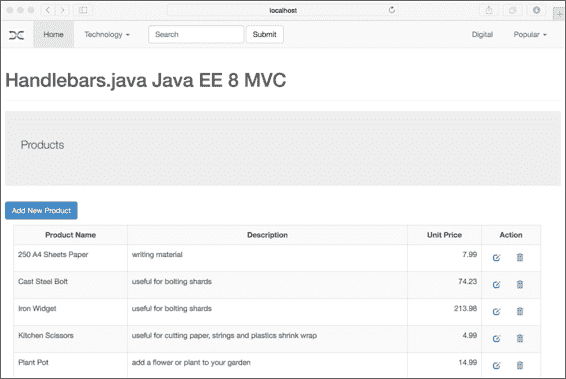 localhost
Home Technology Search Submit Digital Popular
Handlebars.java Java EE 8 MVC
Products
Add New Product
Product Name Description Unit Price Action
250 A4 Sheets Paper writing material 7.99
Cast Steel Bolt useful for bolting shards 74.23
Iron Widget useful for bolting shards 213.98
Kitchen Scissors useful for cutting paper, strings and plastics shrink wrap 4.99
Plant Pot add a flower or plant to your garden 14.99